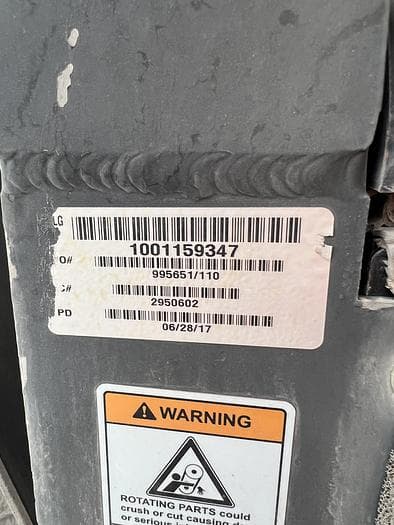 LG
1001159347
O#
995651/110
C#
2950602
PD
06/28/17
WARNING
ROTATING PARTS could
crush or cut causing
or serious